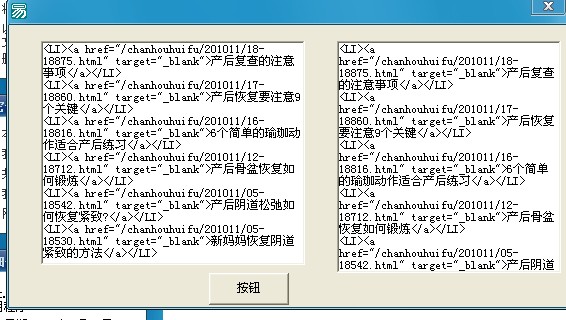 易
<LI><a href="/chanhouhuifu/201011/18-
18875.html" target="_blank">产后复查的注意
事项</a></LI>
<LI><a href="/chanhouhuifu/201011/17-
18860.html" target="_blank">产后恢复要注意9
个关键</a></LI>
<LI><a href="/chanhouhuifu/201011/16-
18816.html" target="_blank">6个简单的瑜珈动
作适合产后练习</a></LI>
<LI><a href="/chanhouhuifu/201011/12-
18712.html" target="_blank">产后骨盆恢复如
何锻炼</a></LI>
<LI><a href="/chanhouhuifu/201011/05-
18542.html" target="_blank">产后阴道松弛如
何恢复紧致?</a></LI>
<LI><a href="/chanhouhuifu/201011/05-
18530.html" target="_blank">新妈妈恢复阴道
紧致的方法</a></LI>
<LI><a
href="/chanhouhuifu/201011/18-
18875.html" target="_blank">产后复查
的注意事项</a></LI>
<LI><a
href="/chanhouhuifu/201011/17-
18860.html" target="_blank">产后恢复
要注意9个关键</a></LI>
<LI><a
href="/chanhouhuifu/201011/16-
18816.html" target="_blank">6个简单
的瑜珈动作适合产后练习</a></LI>
<LI><a
href="/chanhouhuifu/201011/12-
18712.html" target="_blank">产后骨盆
恢复如何锻炼</a></LI>
<LI><a
href="/chanhouhuifu/201011/05-
18542.html" target="_blank">产后阴道
按钮